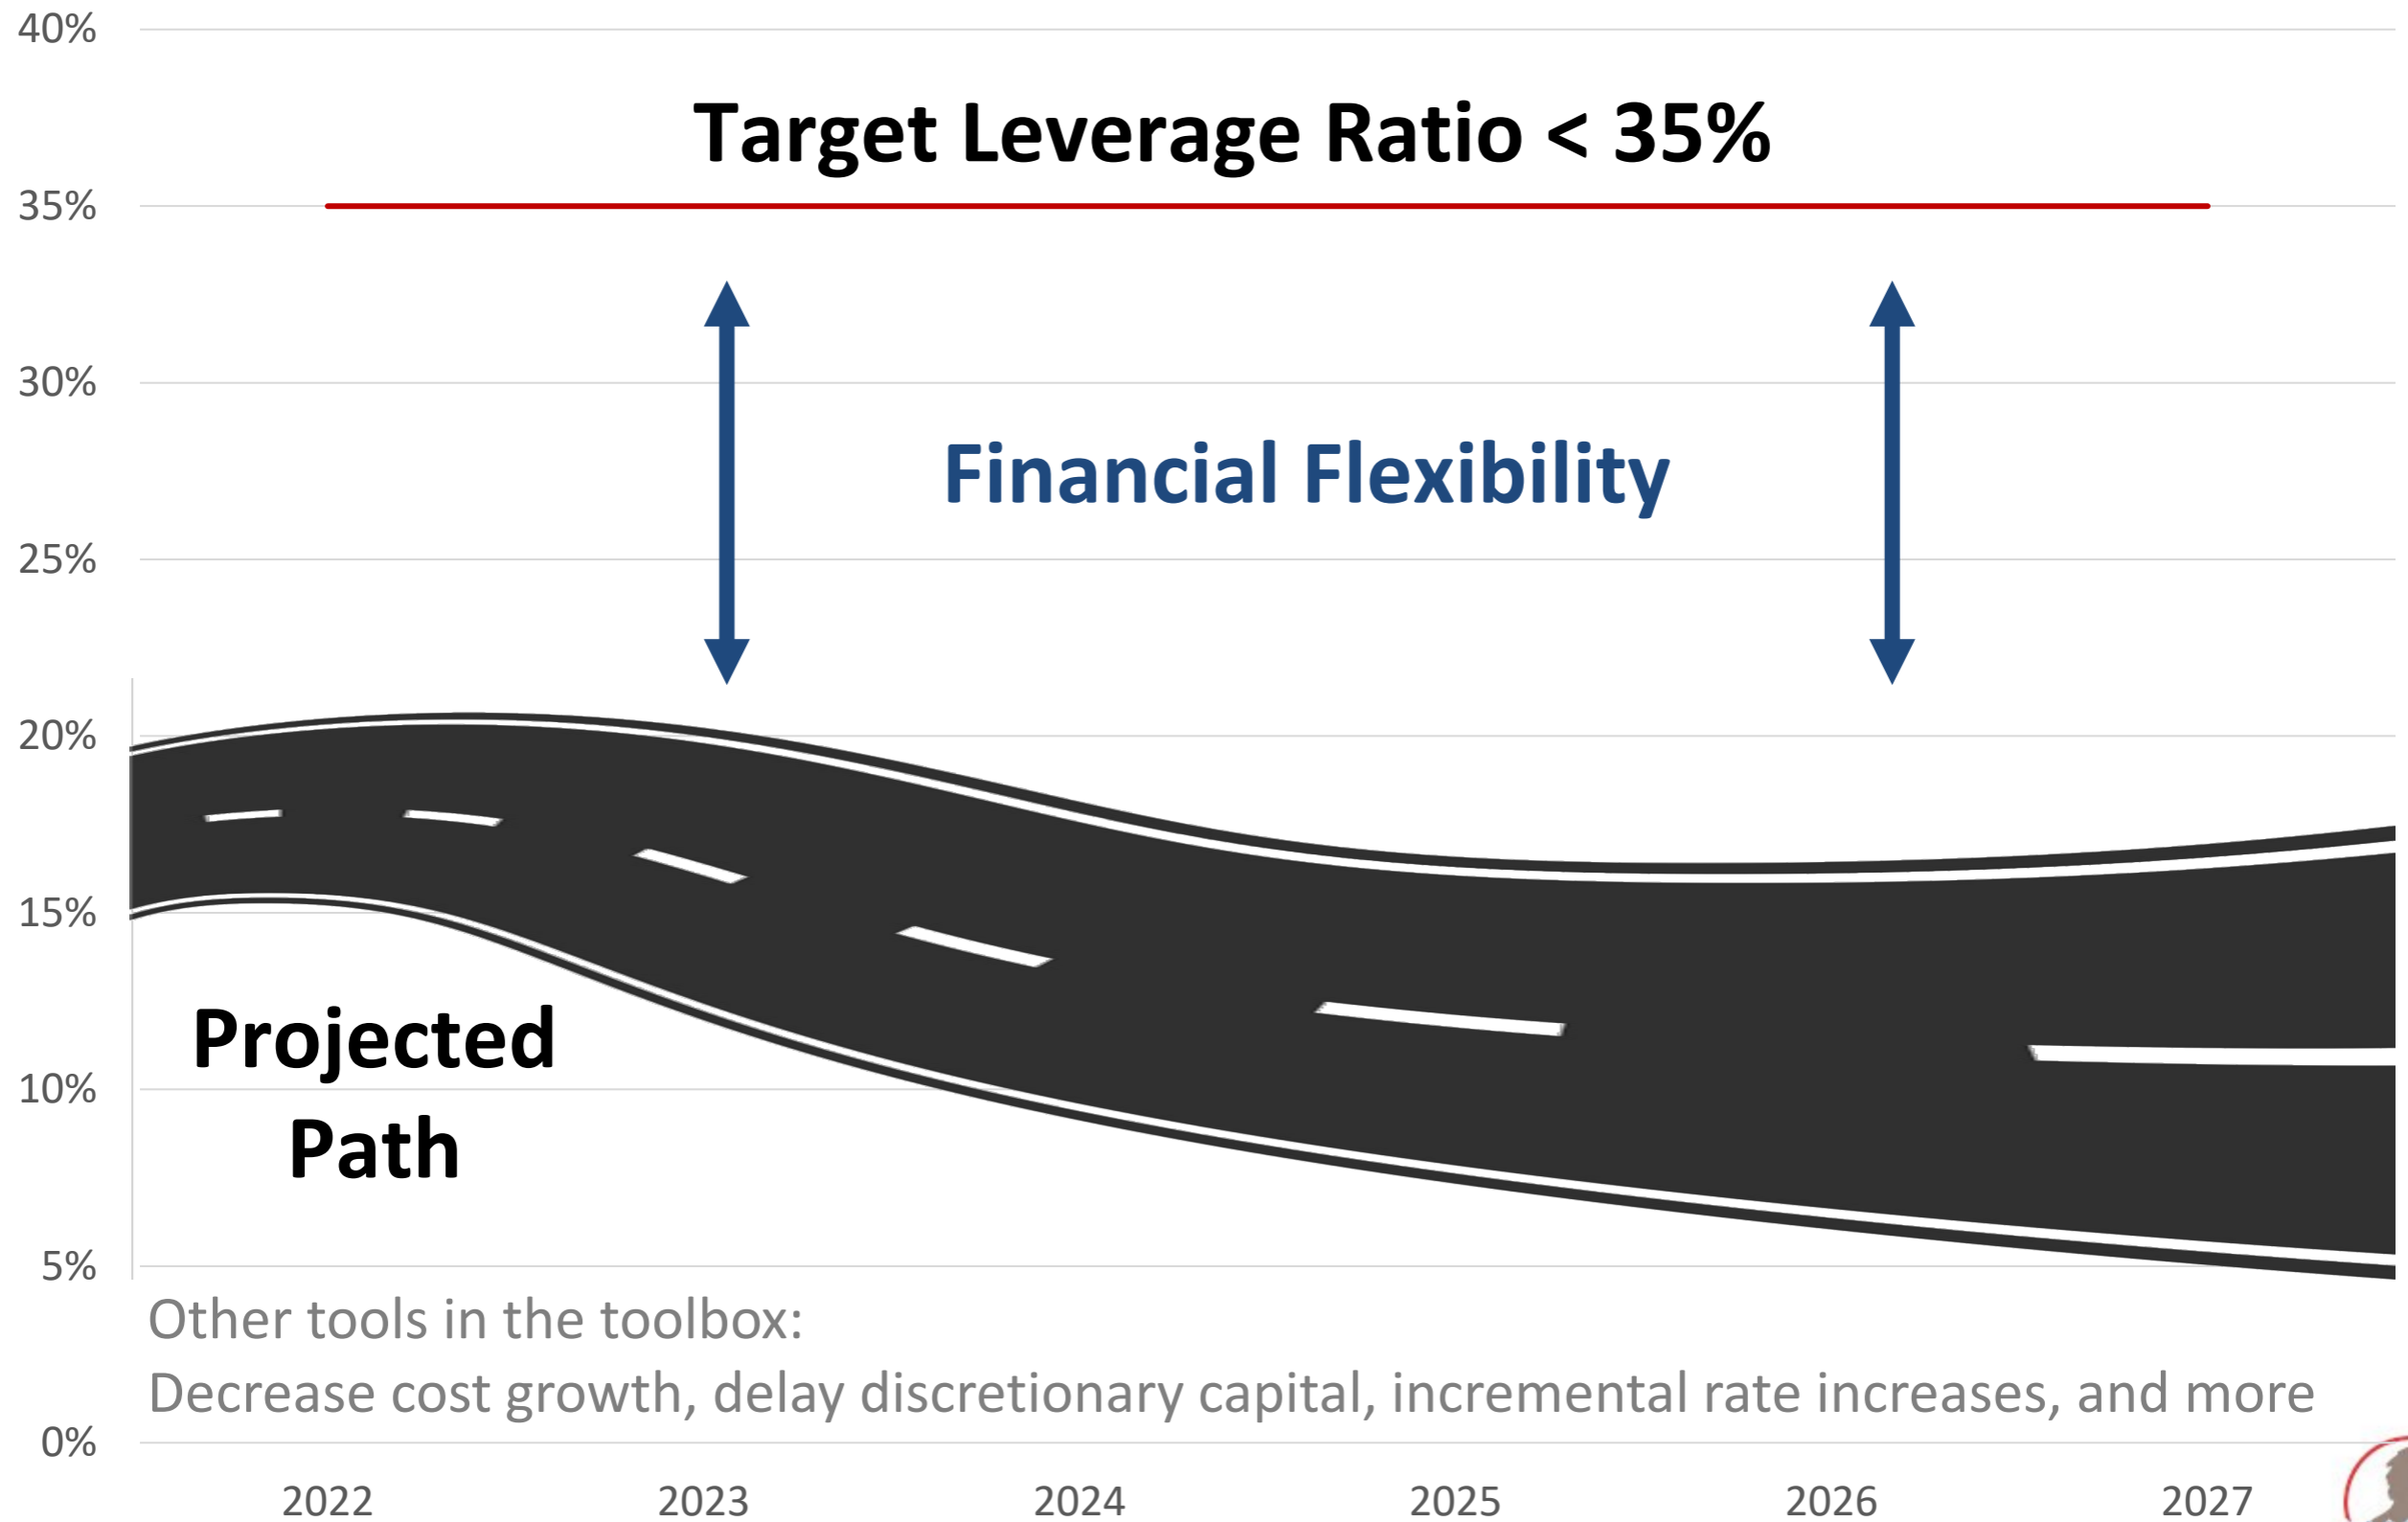 40%
Target Leverage Ratio < 35%
35%
30%
Financial Flexibility
25%
20%
15%
Projected
Path
10%
5%
Other tools in the toolbox:
Decrease cost growth, delay discretionary capital, incremental rate increases, and more
0%
2022 2023 2024 2025 2026 2027